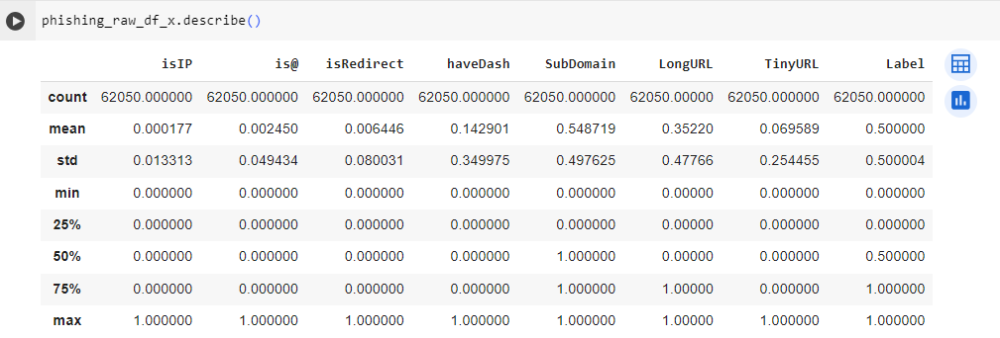 phishing_raw_df_x.describe()
isIP is@ isRedirect haveDash SubDomain LongURL TinyURL Label
count 62050.000000 62050.000000 62050.000000 62050.000000 62050.000000 62050.00000 62050.000000 62050.000000
mean 0.000177 0.002450 0.006446 0.142901 0.548719 0.35220 0.069589 0.500000
std 0.013313 0.049434 0.080031 0.349975 0.497625 0.47766 0.254455 0.500004
min 0.000000 0.000000 0.000000 0.000000 0.000000 0.00000 0.000000 0.000000
25% 0.000000 0.000000 0.000000 0.000000 0.000000 0.00000 0.000000 0.000000
50% 0.000000 0.000000 0.000000 0.000000 1.000000 0.00000 0.000000 0.500000
75% 0.000000 0.000000 0.000000 0.000000 1.000000 1.00000 0.000000 1.000000
max 1.000000 1.000000 1.000000 1.000000 1.000000 1.00000 1.000000 1.000000